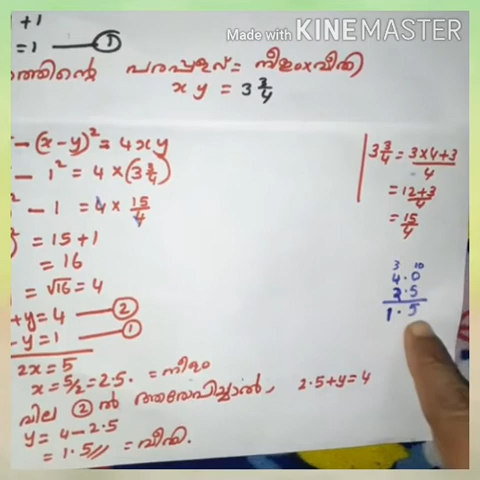 Made with KINEMASTER
+1
=1 — ①
ത്തിന്റെ പരപ്പളവ് = നീളം×വീതി
xy = 3 3/4
- (x-y)² = 4xy
- 1² = 4 × (3 3/4)
- 1 = 4 × 15/4
= 15 + 1
= 16
= √16 = 4
+y = 4 — ②
-y = 1 — ①
2x = 5
x = 5/2 = 2.5. = നീളം
വില ② ൽ ആരോപിച്ചാൽ, 2.5+y = 4
y = 4 - 2.5
= 1.5 // = വീതി.
3 3/4 = 3×4+3/4
= 12+3/4
= 15/4
3 10
4.0
2.5
1.5